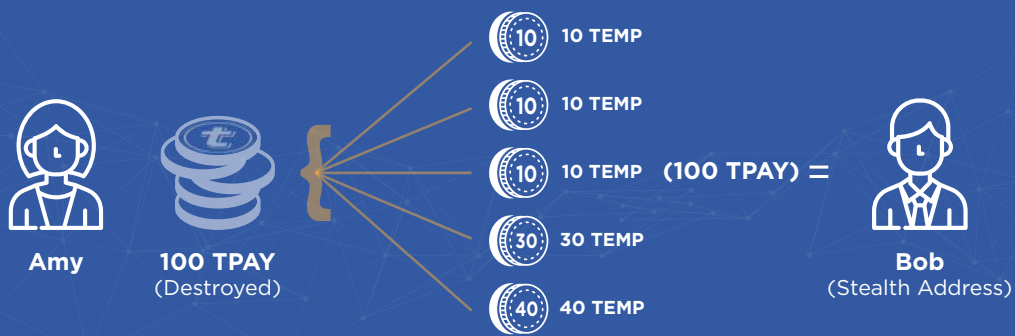 Amy
100 TPAY
(Destroyed)
10 10 TEMP
10 10 TEMP
10 10 TEMP
30 30 TEMP
40 40 TEMP
(100 TPAY) =
Bob
(Stealth Address)